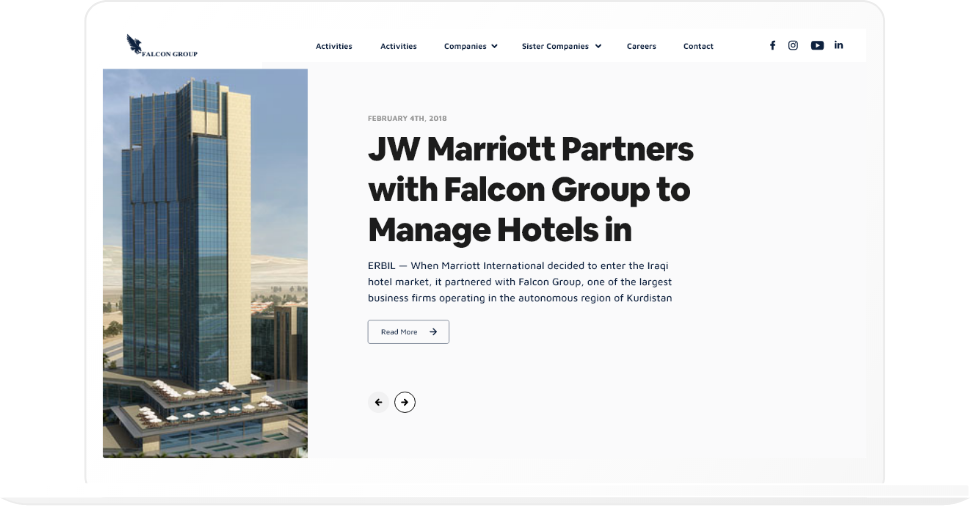 FALCON GROUP
Activities
Activities
Companies
Sister Companies
Careers
Contact
FEBRUARY 4TH, 2018
JW Marriott Partners
with Falcon Group to
Manage Hotels in
ERBIL — When Marriott International decided to enter the Iraqi
hotel market, it partnered with Falcon Group, one of the largest
business firms operating in the autonomous region of Kurdistan
Read More